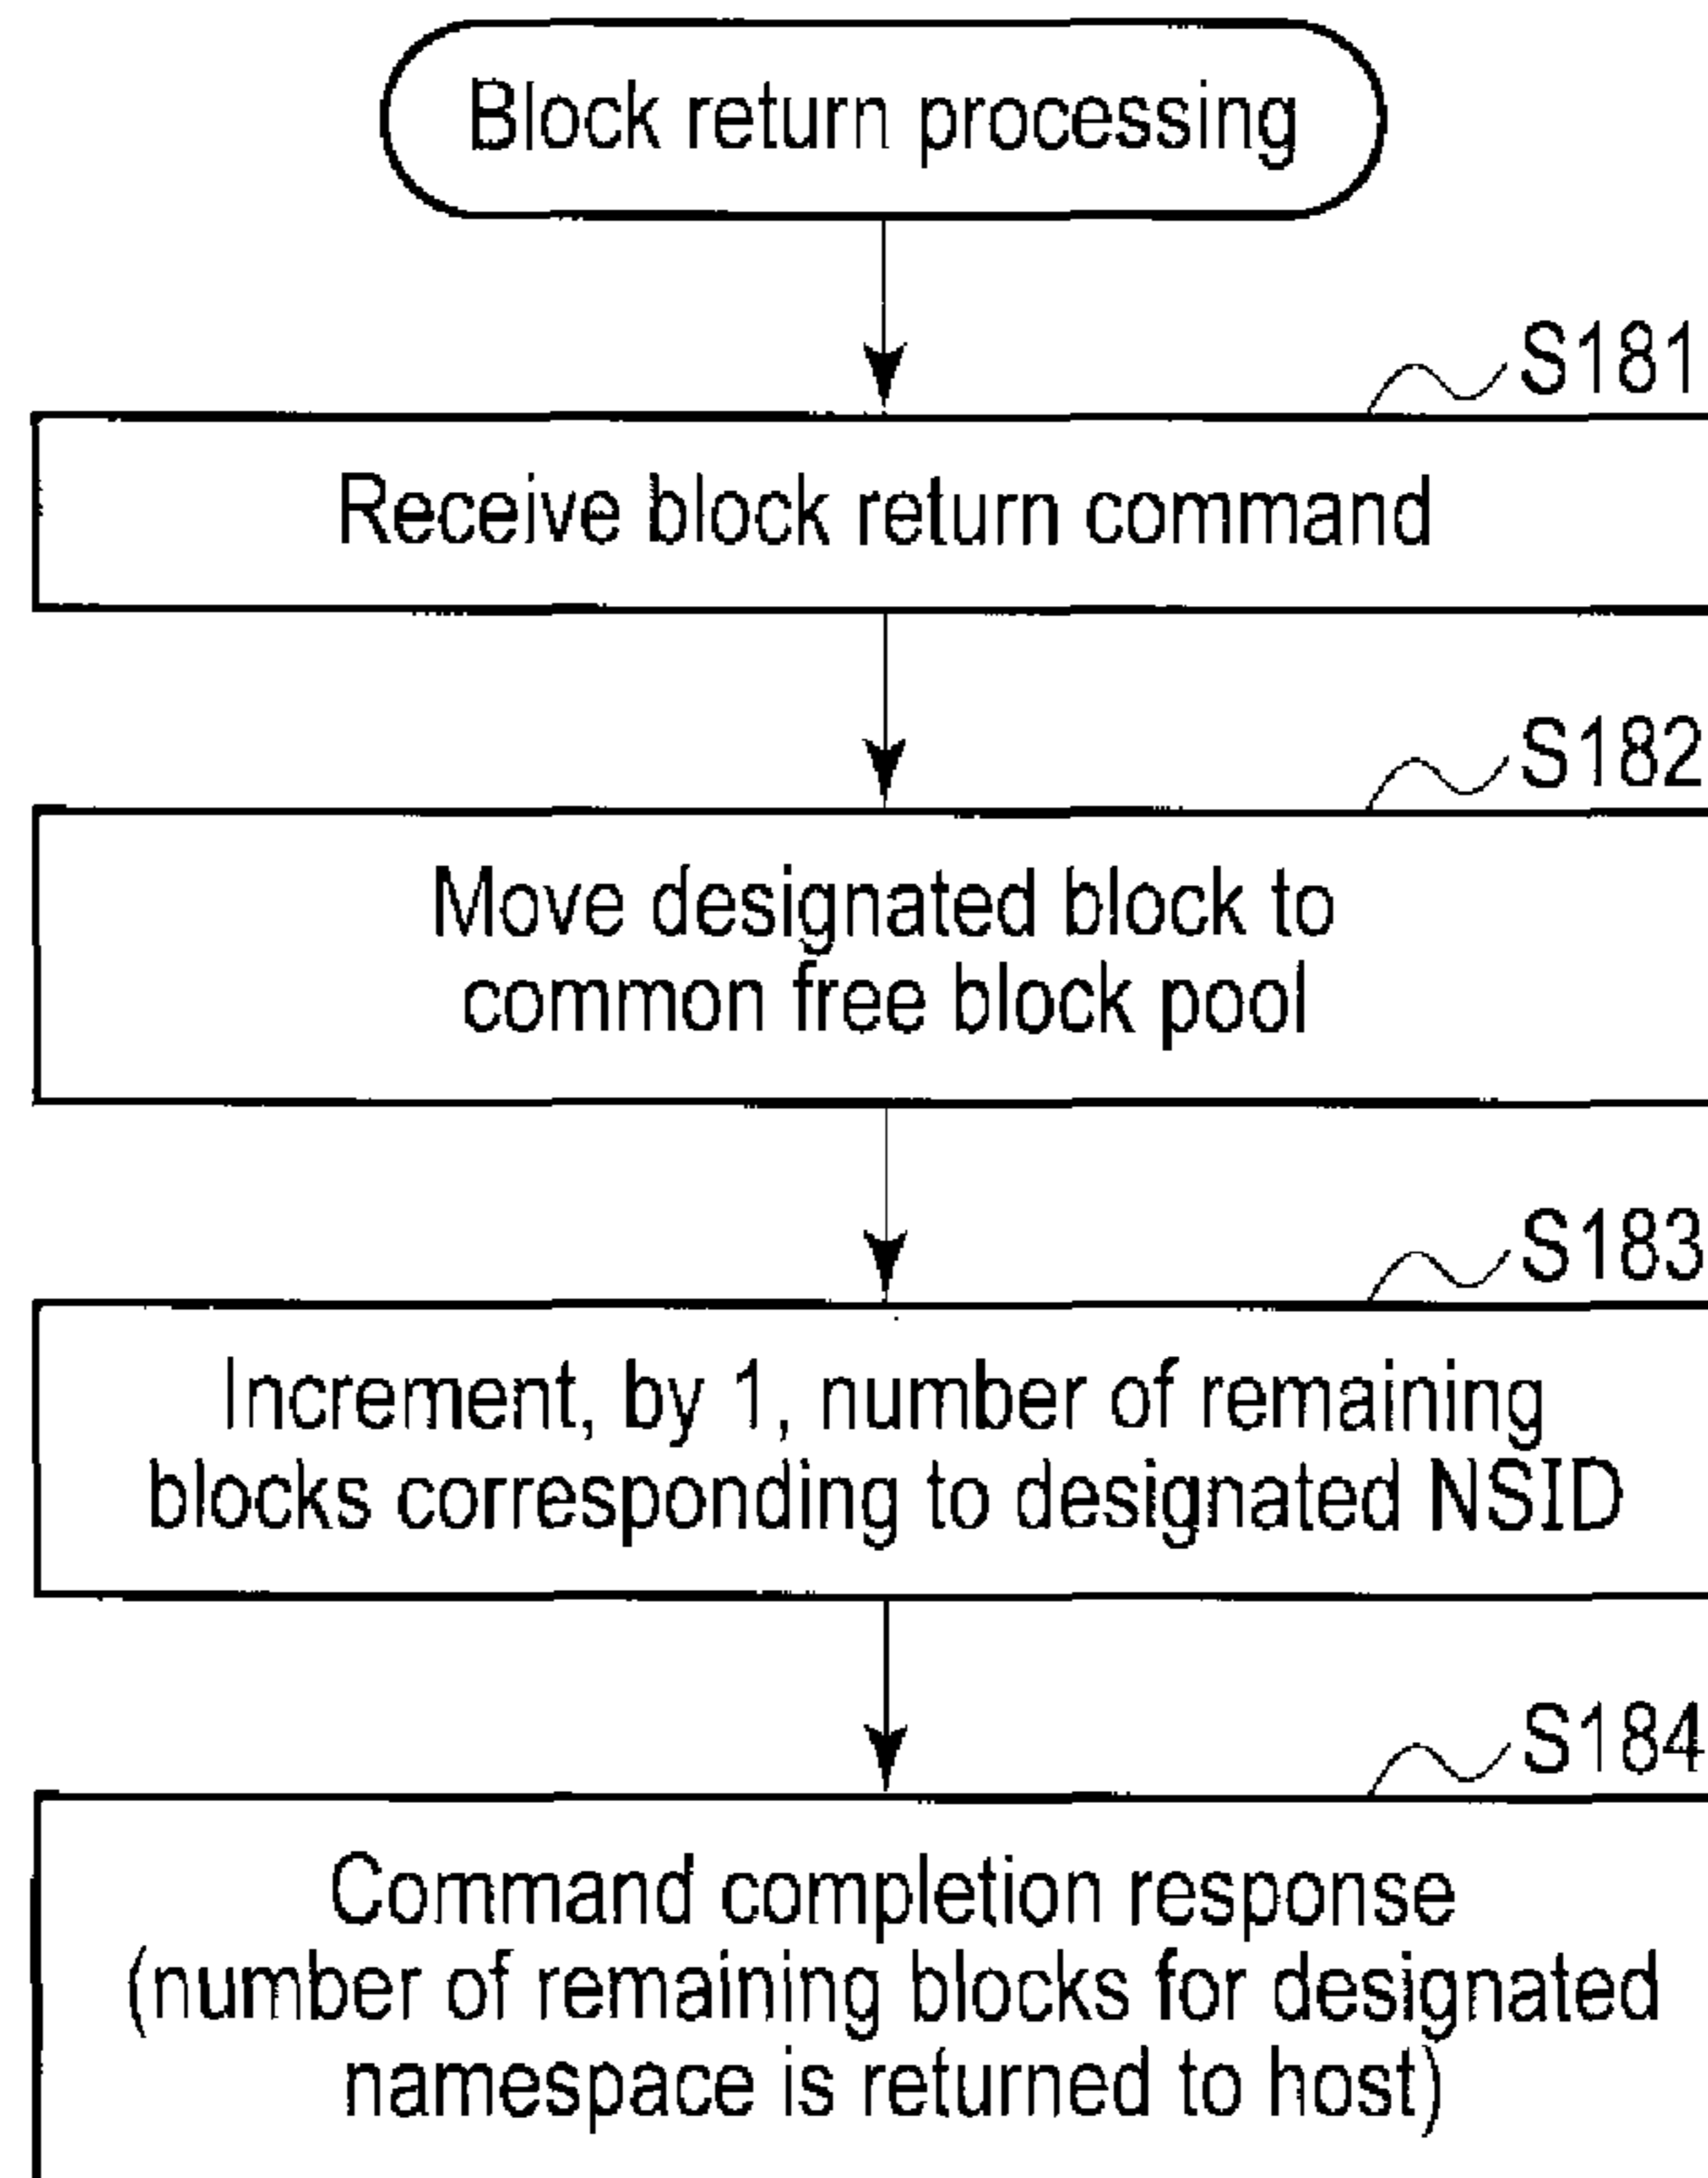 Block return processing
S181
Receive block return command
S182
Move designated block to
common free block pool
S183
Increment, by 1, number of remaining
blocks corresponding to designated NSID
S184
Command completion response
(number of remaining blocks for designated
namespace is returned to host)